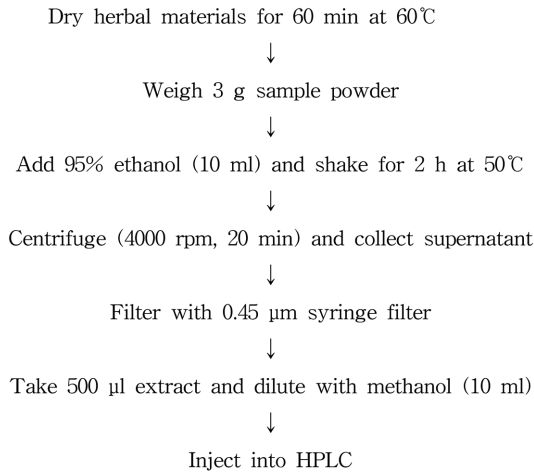 Dry herbal materials for 60 min at 60℃
↓
Weigh 3 g sample powder
↓
Add 95% ethanol (10 ml) and shake for 2 h at 50℃
↓
Centrifuge (4000 rpm, 20 min) and collect supernatant
↓
Filter with 0.45 µm syringe filter
↓
Take 500 µl extract and dilute with methanol (10 ml)
↓
Inject into HPLC